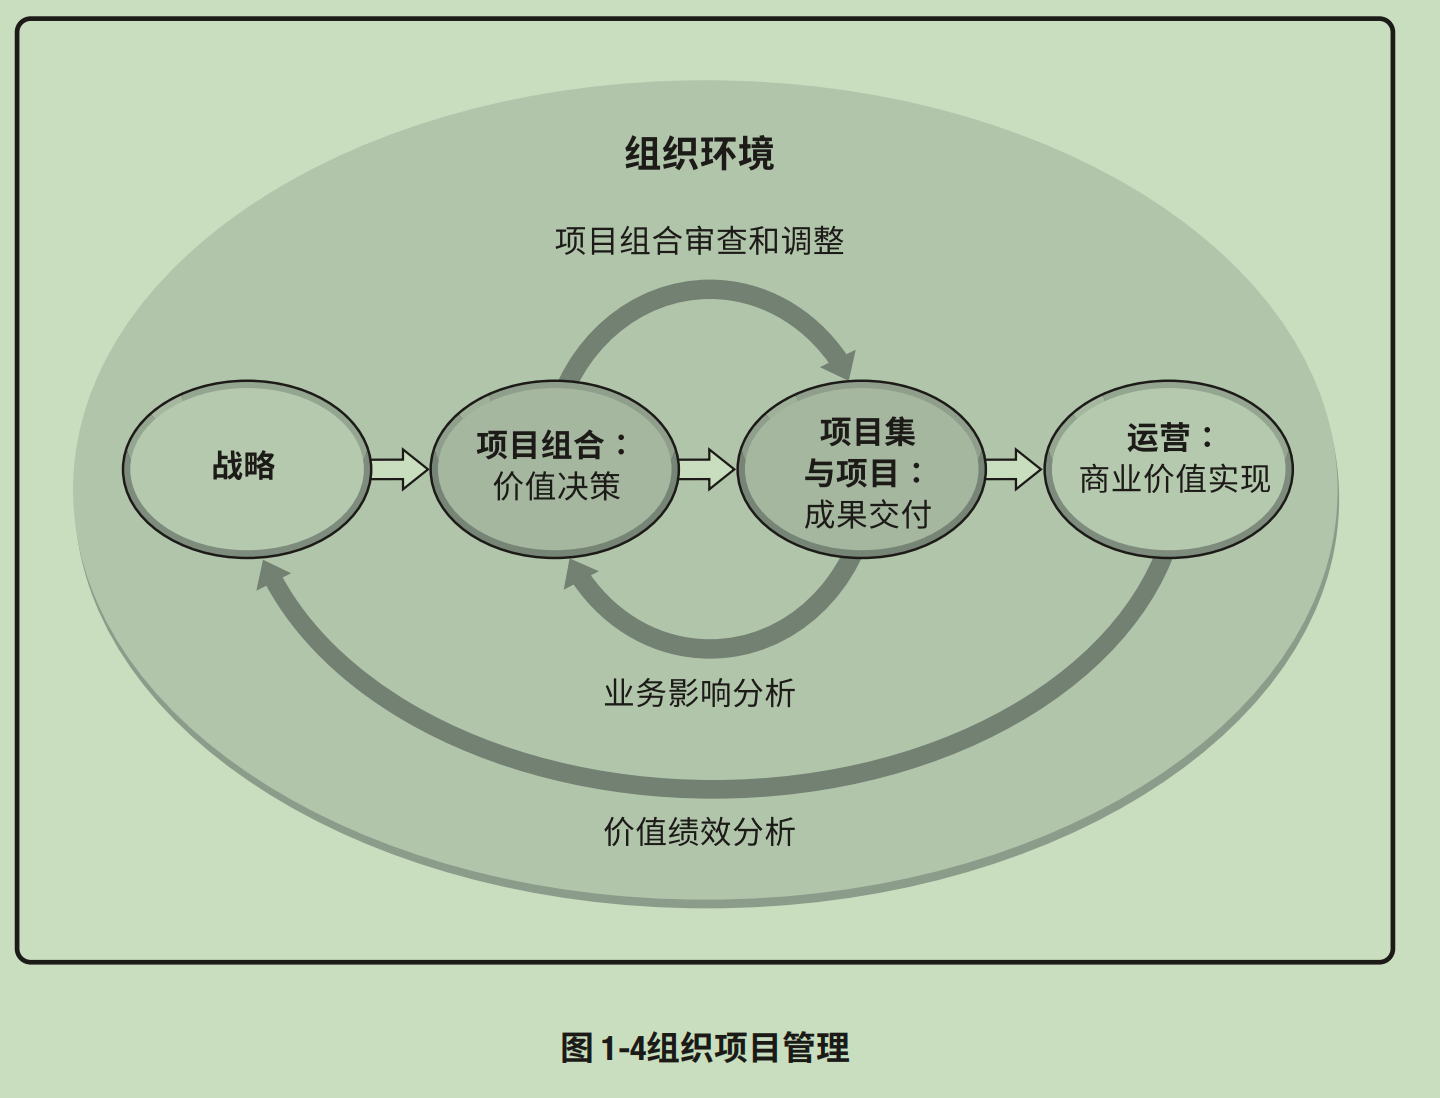 组织环境
项目组合审查和调整
战略
项目组合：
价值决策
项目集
与项目：
成果交付
运营：
商业价值实现
业务影响分析
价值绩效分析
图 1-4组织项目管理